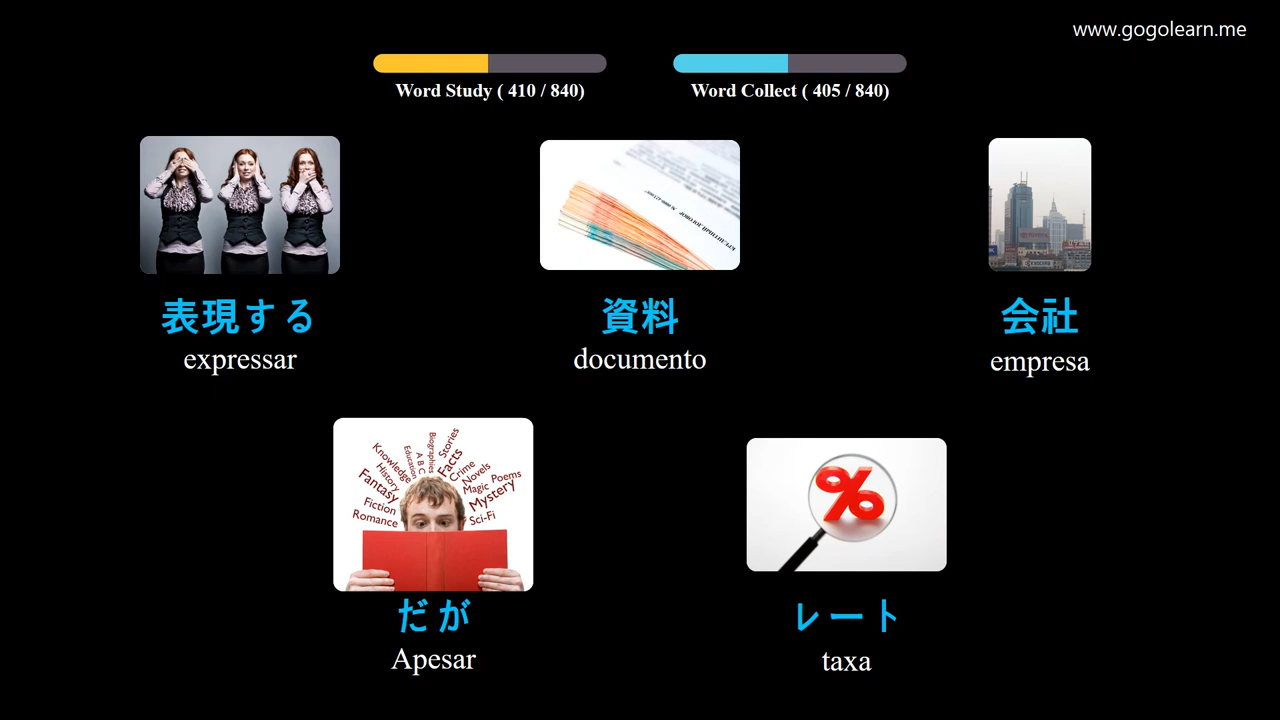 www.gogolearn.me
Word Study ( 410 / 840)
Word Collect ( 405 / 840)
表現する
expressar
資料
documento
会社
empresa
Stories
Biographies
A B C
Facts
Education
Knowledge
Crime
Novels
History
Magic
Poems
Fantasy
Mystery
Fiction
Sci-Fi
Romance
だが
Apesar
%
レート
taxa